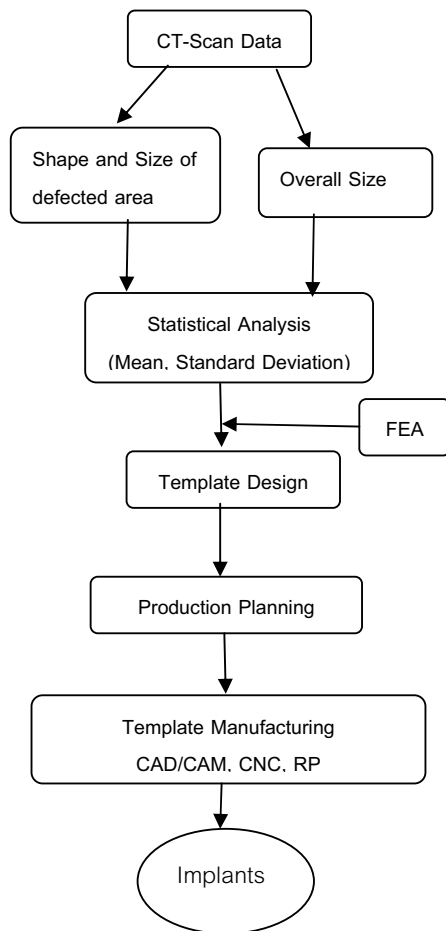 CT-Scan Data
Shape and Size of
defected area
Overall Size
Statistical Analysis
(Mean, Standard Deviation)
FEA
Template Design
Production Planning
Template Manufacturing
CAD/CAM, CNC, RP
Implants